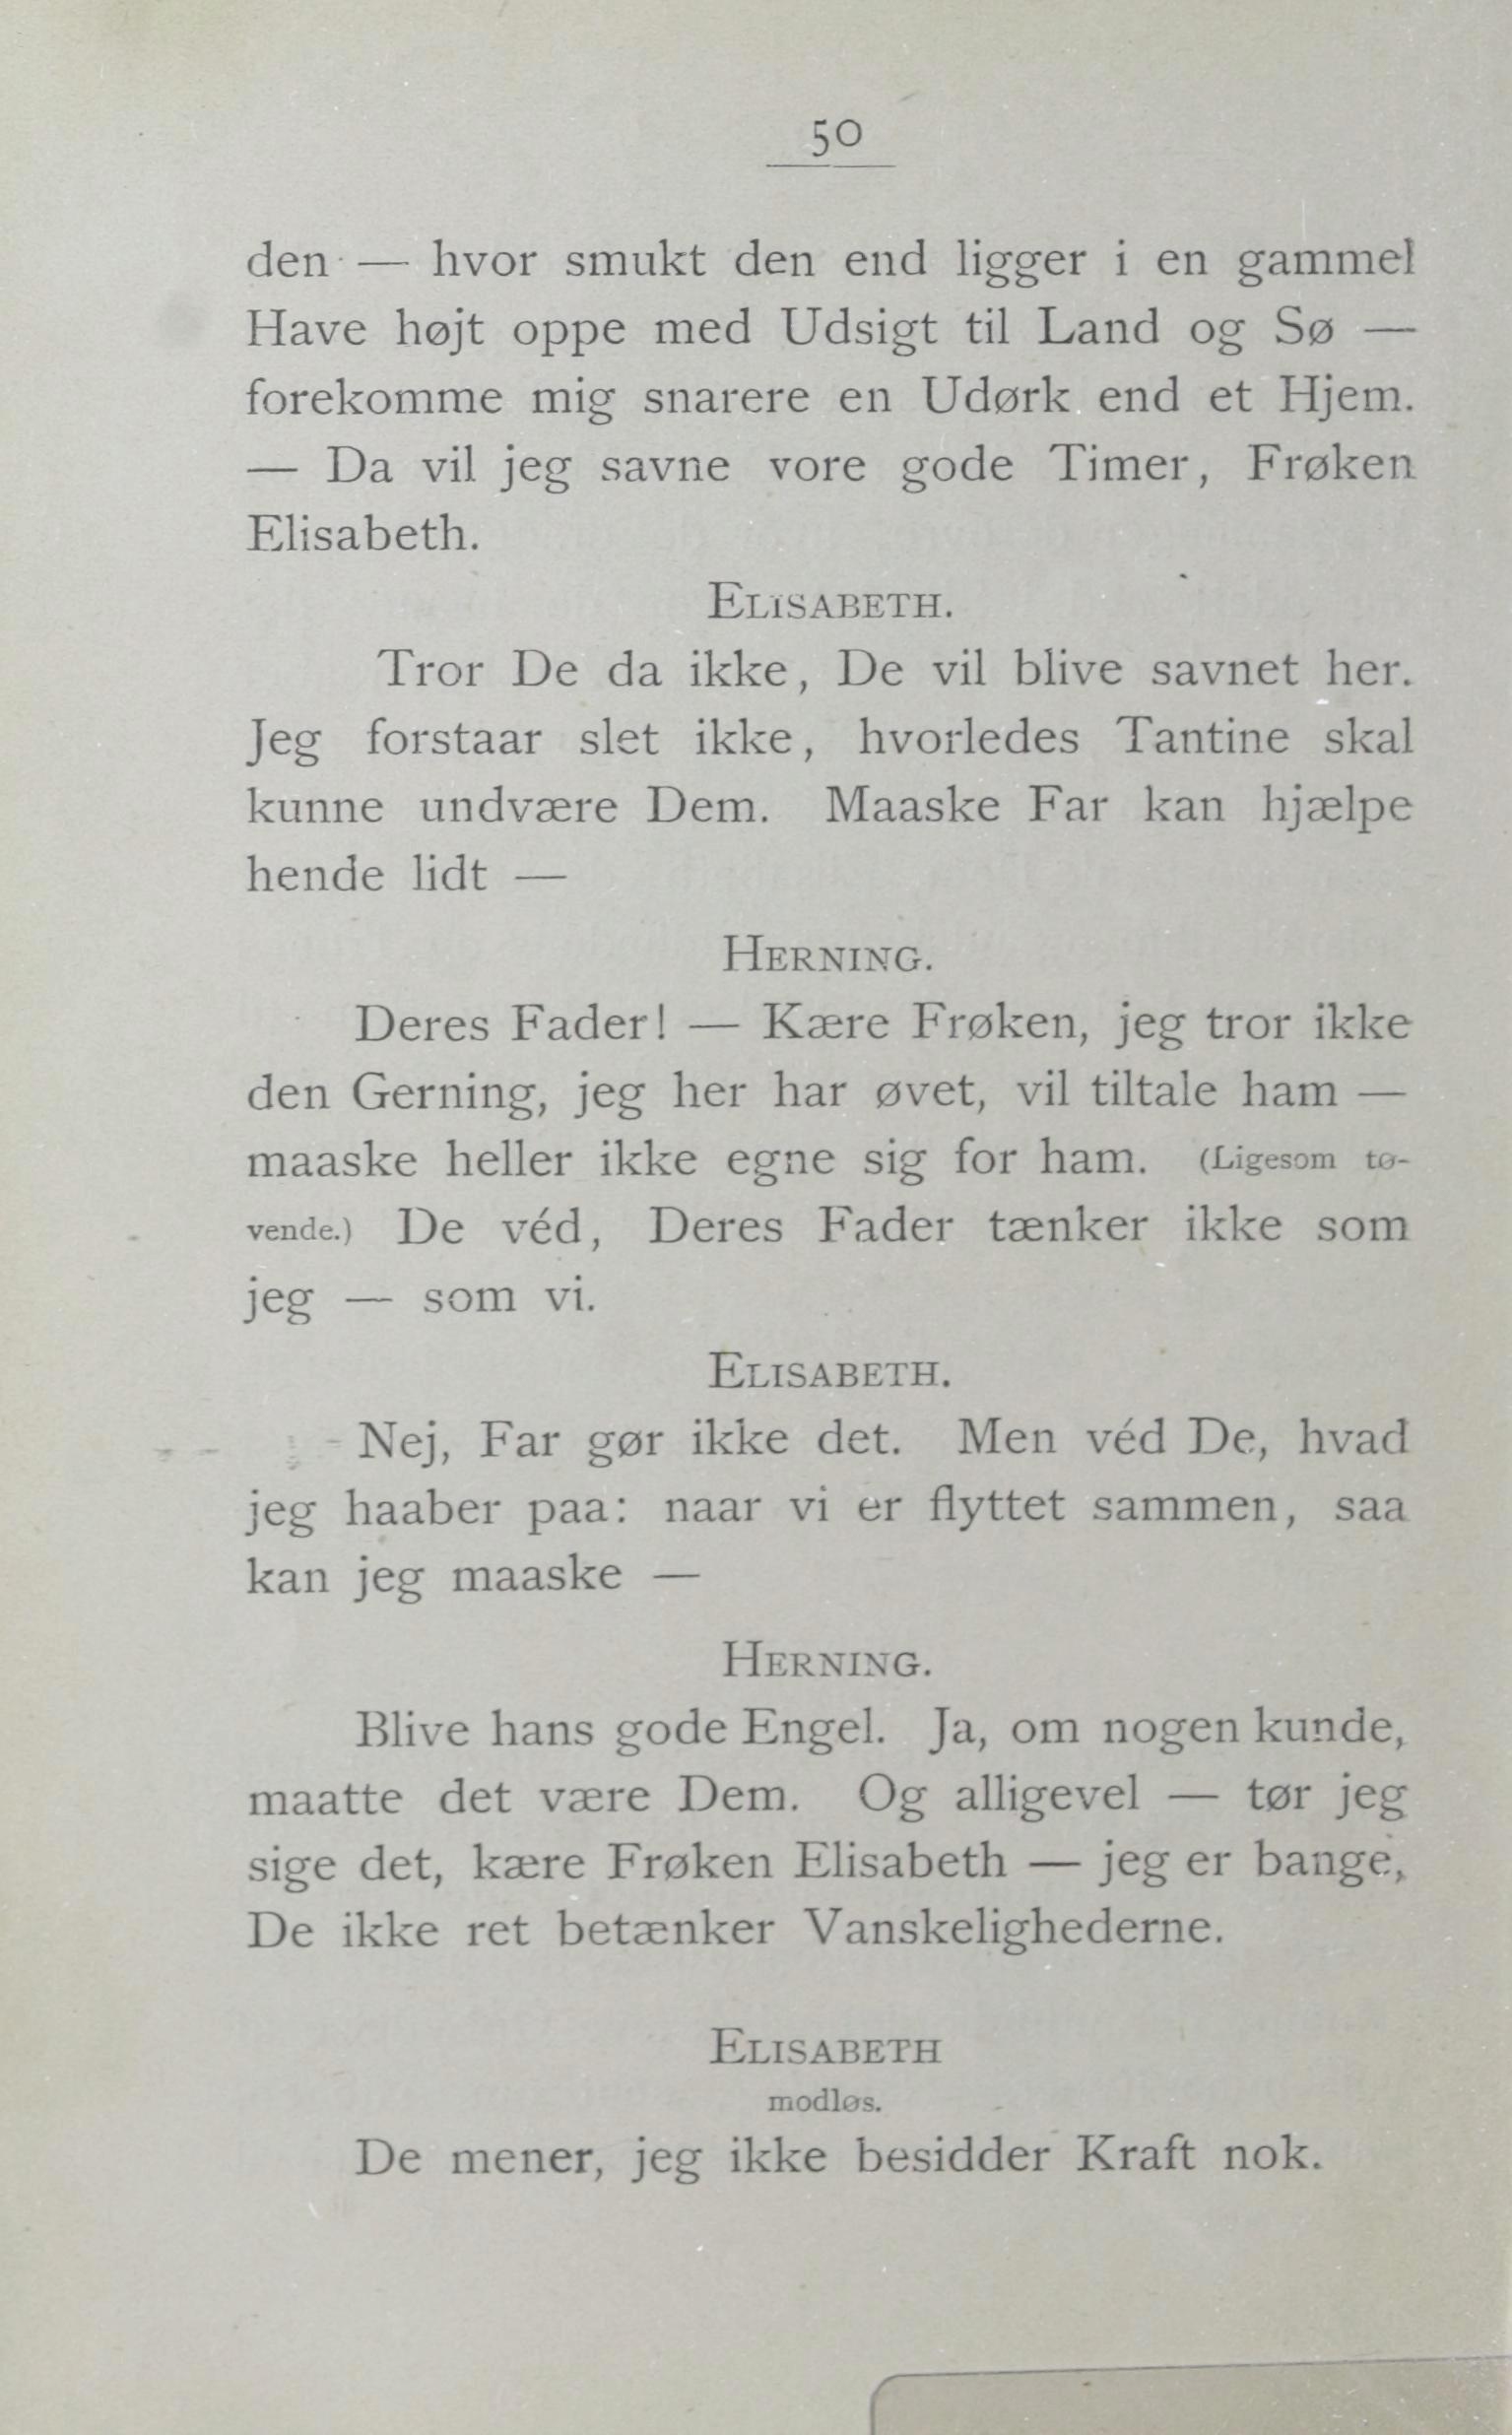 50
den — hvor smukt den end ligger i en gammel
Have højt oppe med Udsigt til Land og Sø —
forekomme mig snarere en Udørk end et Hjem.
— Da vil jeg savne vore gode Timer, Frøken
Elisabeth.
ELISABETH.
Tror De da ikke, De vil blive savnet her.
Jeg forstaar slet ikke, hvorledes Tantine skal
kunne undvære Dem. Maaske Far kan hjælpe
hende lidt —
HERNING.
Deres Fader! — Kære Frøken, jeg tror ikke
den Gerning, jeg her har øvet, vil tiltale ham —
maaske heller ikke egne sig for ham. (Ligesom tø-
vende.) De véd, Deres Fader tænker ikke som
jeg — som vi.
ELISABETH.
Nej, Far gør ikke det. Men véd De, hvad
jeg haaber paa: naar vi er flyttet sammen, saa
kan jeg maaske —
HERNING.
Blive hans gode Engel. Ja, om nogen kunde,
maatte det være Dem. Og alligevel — tør jeg
sige det, kære Frøken Elisabeth — jeg er bange,
De ikke ret betænker Vanskelighederne.
ELISABETH
modløs.
De mener, jeg ikke besidder Kraft nok.